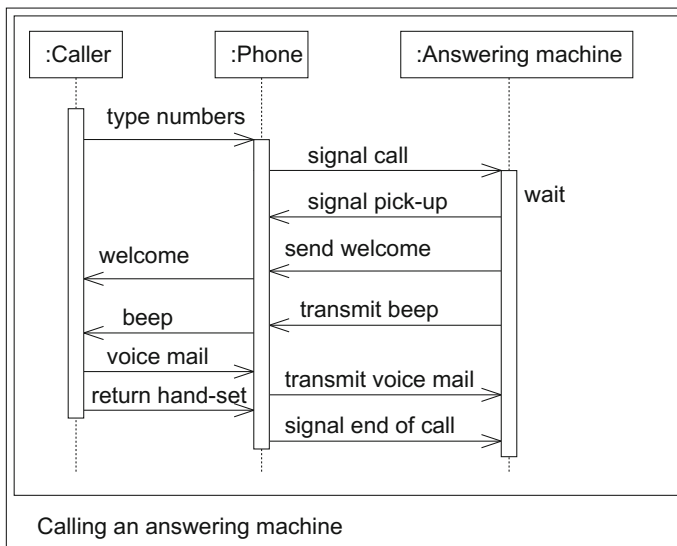 :Caller
:Phone
:Answering machine
type numbers
signal call
wait
signal pick-up
send welcome
welcome
transmit beep
beep
voice mail
transmit voice mail
return hand-set
signal end of call
Calling an answering machine